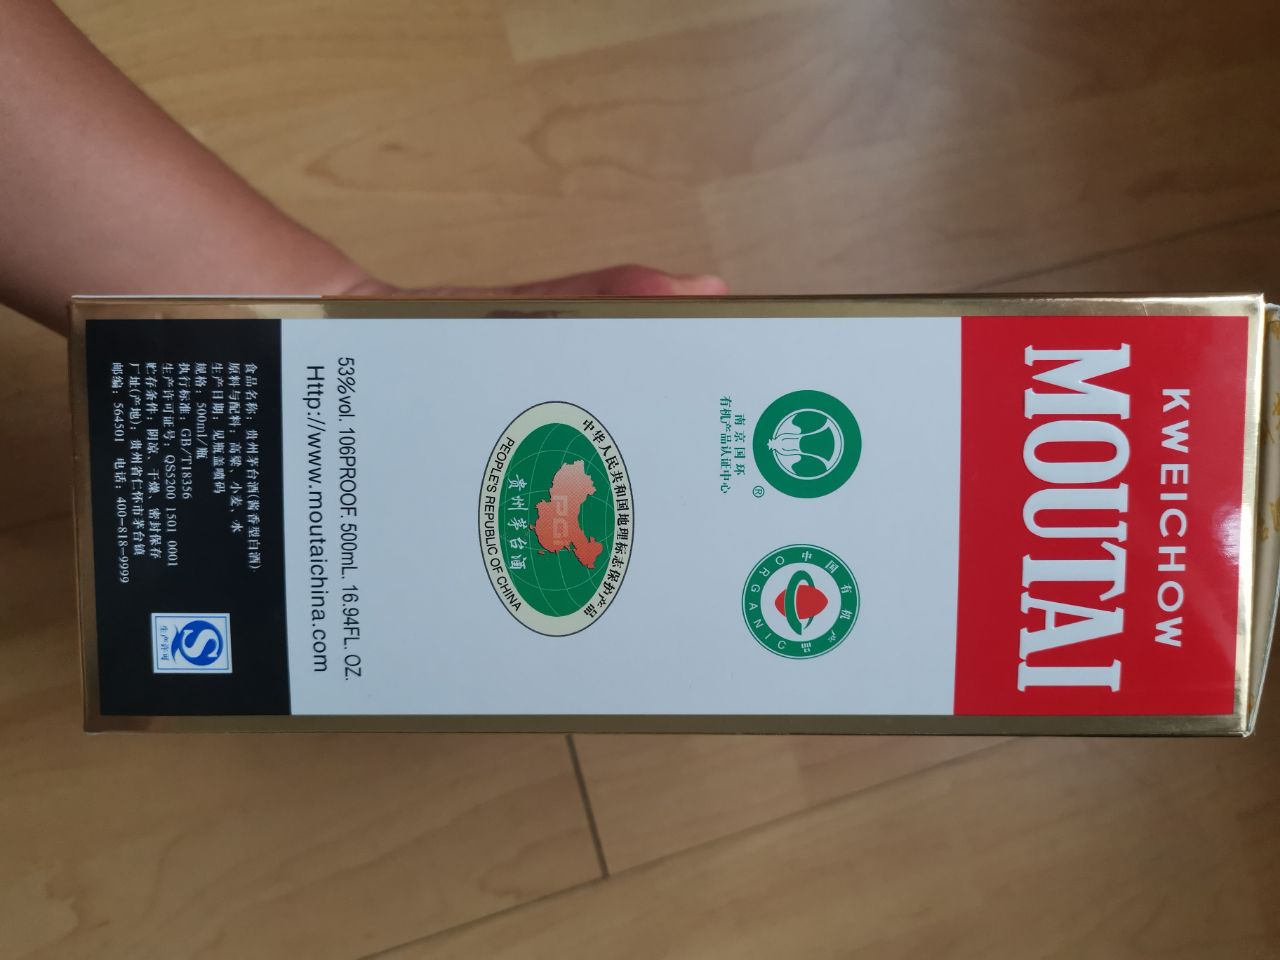 KWEICHOW
MOUTAI
南京国环
有机产品认证中心
®
中国有机产品
ORGANIC
中华人民共和国地理标志保护产品
PGI
贵州茅台酒
PEOPLE'S REPUBLIC OF CHINA
53%vol. 106PROOF. 500mL. 16.94FL. OZ.
Http://www.moutaichina.com
食品名称：贵州茅台酒(酱香型白酒)
原料与配料：高粱、小麦、水
生产日期：见瓶盖喷码
规格：500ml/瓶
执行标准：GB/T18356
生产许可证号：QS5200 1501 0001
贮存条件：阴凉、干燥、密封保存
厂址(产地)：贵州省仁怀市茅台镇
邮编：564501 电话：400-818-9999
生产许可